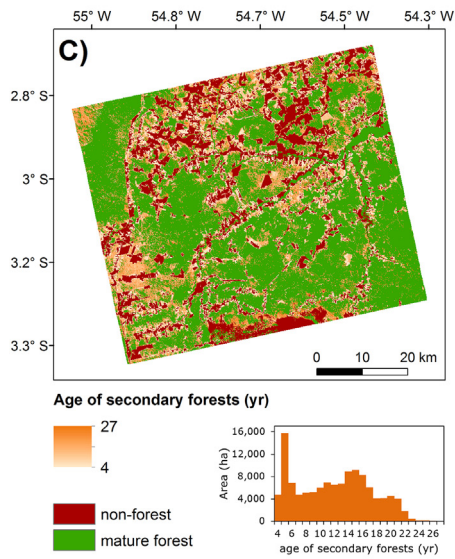 55° W 54.8° W 54.7° W 54.5° W 54.3° W
C)
2.8° S
3° S
3.2° S
3.3° S
0 10 20 km
Age of secondary forests (yr)
27
4
non-forest
mature forest
16,000
12,000
8,000
4,000
0
Area (ha)
4 6 8 10 12 14 16 18 20 22 24 26
age of secondary forests (yr)